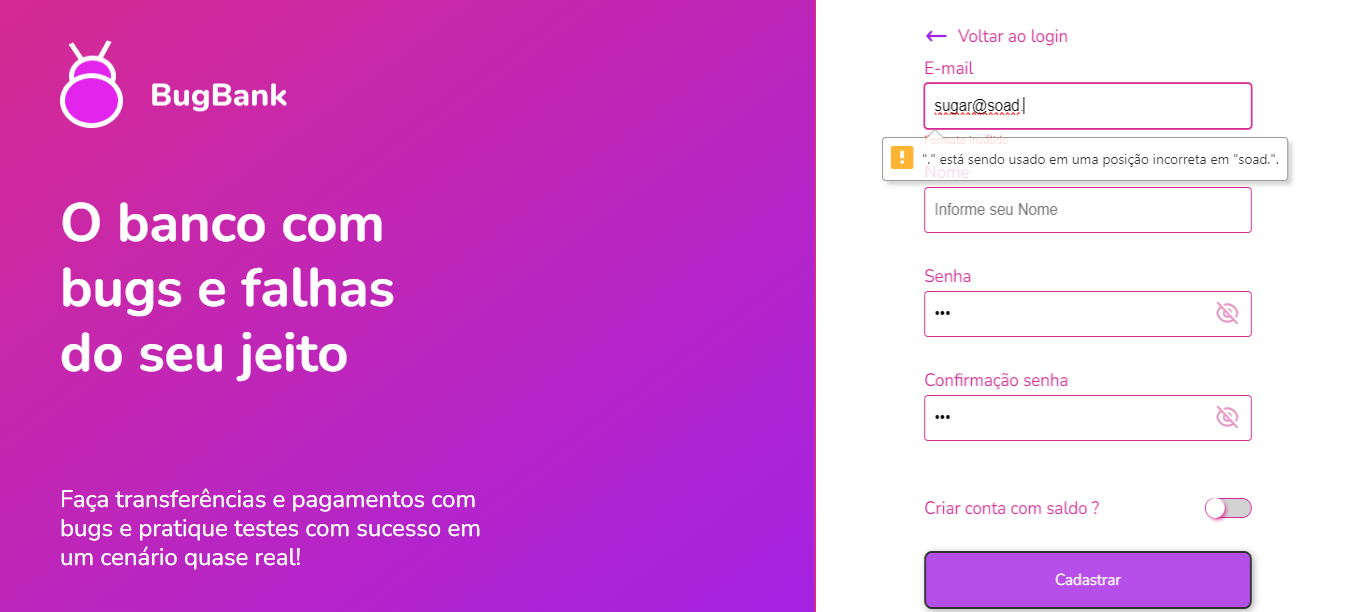 BugBank
O banco com
bugs e falhas
do seu jeito
Faça transferências e pagamentos com
bugs e pratique testes com sucesso em
um cenário quase real!
Voltar ao login
E-mail
sugar@soad.
Formato inválido
"." está sendo usado em uma posição incorreta em "soad.".
Nome
Informe seu Nome
Senha
•••
Confirmação senha
•••
Criar conta com saldo ?
Cadastrar